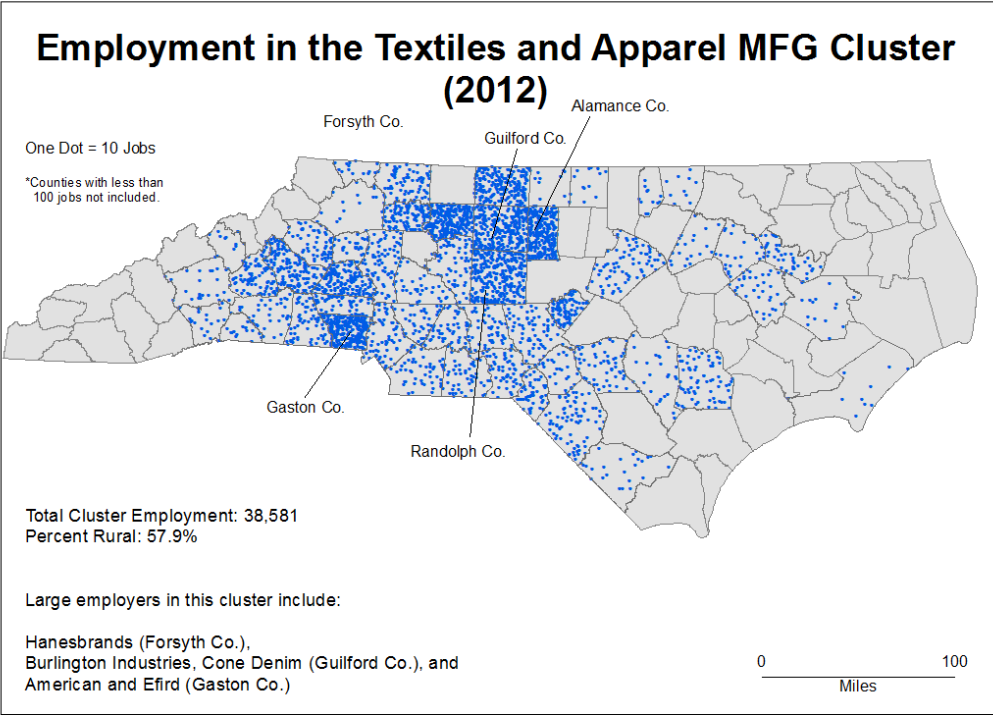 Employment in the Textiles and Apparel MFG Cluster
(2012)
Alamance Co.
Forsyth Co.
Guilford Co.
One Dot = 10 Jobs
*Counties with less than
100 jobs not included.
Gaston Co.
Randolph Co.
Total Cluster Employment: 38,581
Percent Rural: 57.9%
Large employers in this cluster include:
Hanesbrands (Forsyth Co.),
Burlington Industries, Cone Denim (Guilford Co.), and
American and Efird (Gaston Co.)
0 100
Miles